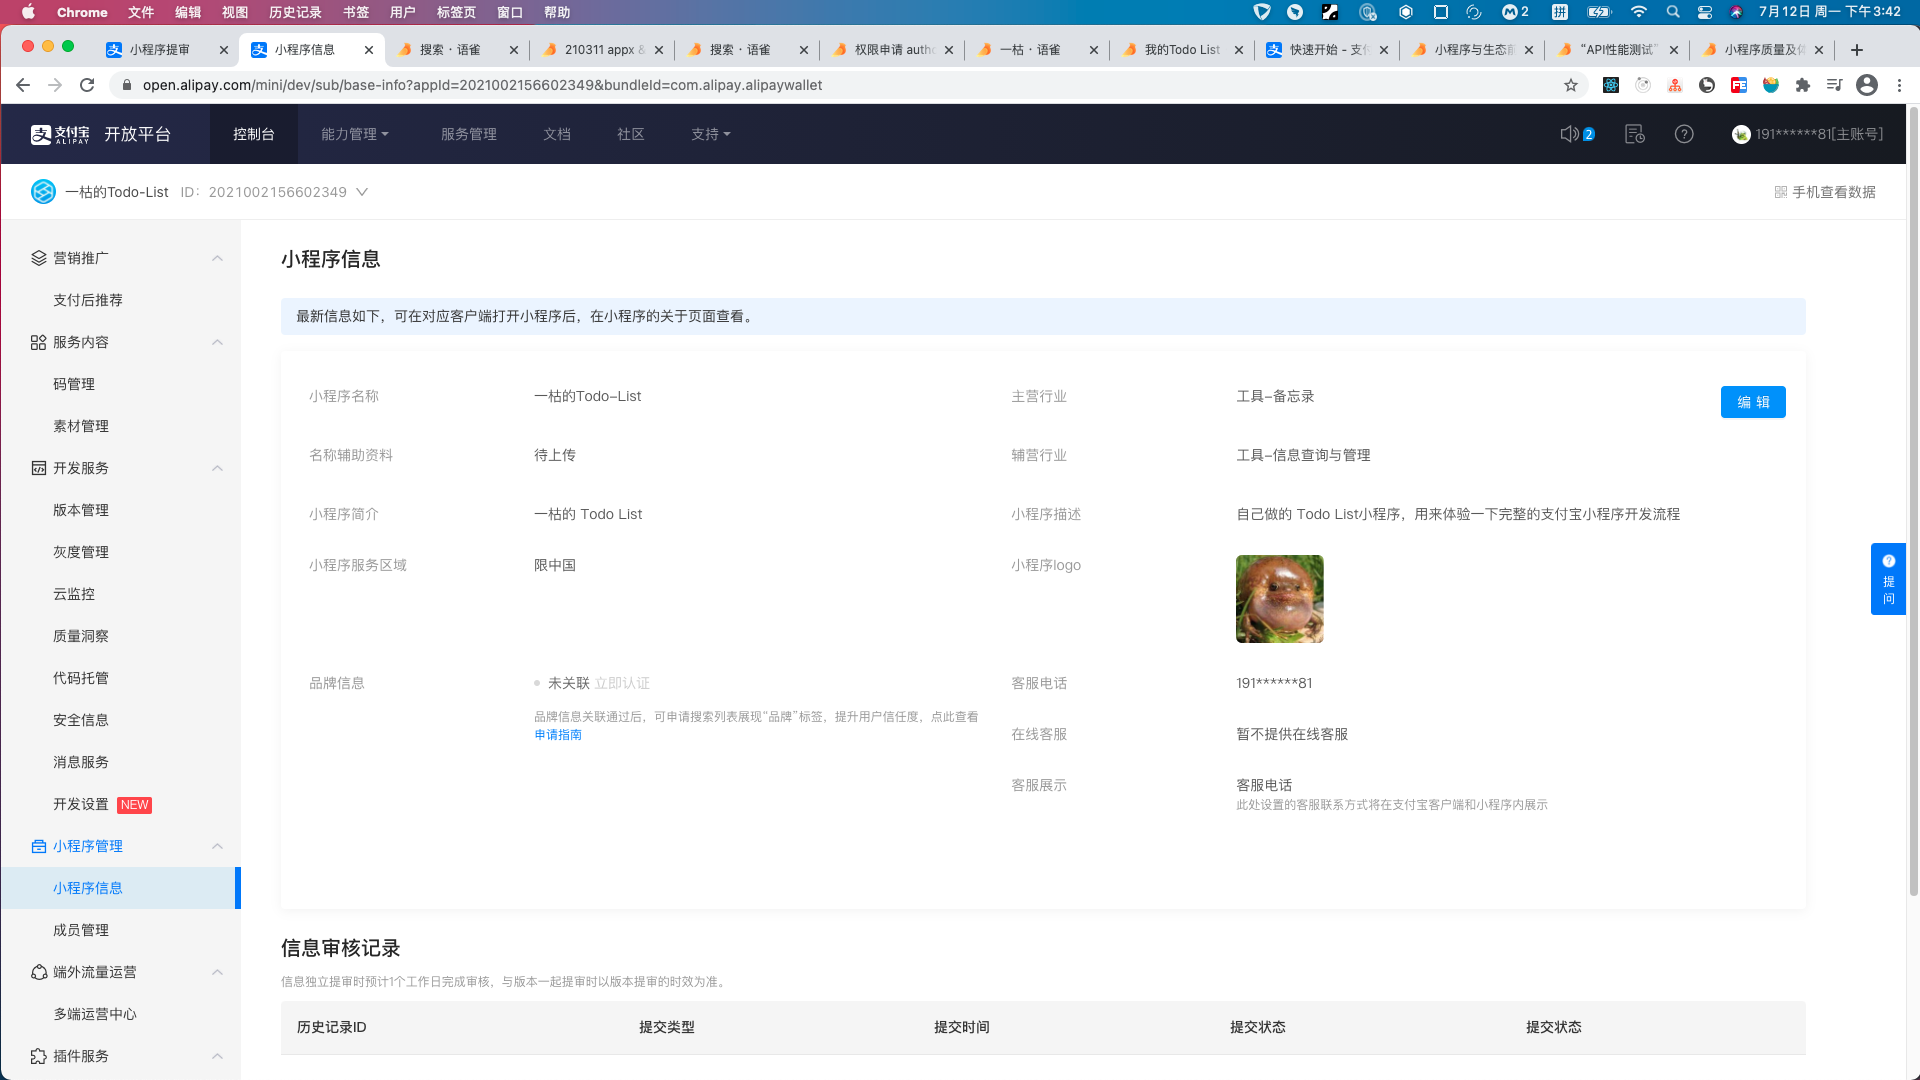 Chrome 文件 编辑 视图 历史记录 书签 用户 标签页 窗口 帮助 2 拼 7月12日 周一 下午3:42
小程序提审 小程序信息 搜索 · 语雀 210311 appx & 搜索 · 语雀 权限申请 autho 一枯 · 语雀 我的Todo List 快速开始 - 支付 小程序与生态 “API性能测试” 小程序质量及
open.alipay.com/mini/dev/sub/base-info?appId=2021002156602349&bundleId=com.alipay.alipaywallet
支付宝 ALIPAY 开放平台 控制台 能力管理 服务管理 文档 社区 支持 2 191******81[主账号]
一枯的Todo-List ID: 2021002156602349 手机查看数据
营销推广
支付后推荐
服务内容
码管理
素材管理
开发服务
版本管理
灰度管理
云监控
质量洞察
代码托管
安全信息
消息服务
开发设置 NEW
小程序管理
小程序信息
成员管理
端外流量运营
多端运营中心
插件服务
小程序信息
最新信息如下，可在对应客户端打开小程序后，在小程序的关于页面查看。
小程序名称 一枯的Todo-List 主营行业 工具-备忘录 编 辑
名称辅助资料 待上传 辅营行业 工具-信息查询与管理
小程序简介 一枯的 Todo List 小程序描述 自己做的 Todo List小程序，用来体验一下完整的支付宝小程序开发流程
小程序服务区域 限中国 小程序logo
品牌信息 未关联 立即认证 客服电话 191******81
品牌信息关联通过后，可申请搜索列表展现“品牌”标签，提升用户信任度，点此查看
申请指南
在线客服 暂不提供在线客服
客服展示 客服电话
此处设置的客服联系方式将在支付宝客户端和小程序内展示
提
问
信息审核记录
信息独立提审时预计1个工作日完成审核，与版本一起提审时以版本提审的时效为准。
历史记录ID 提交类型 提交时间 提交状态 提交状态